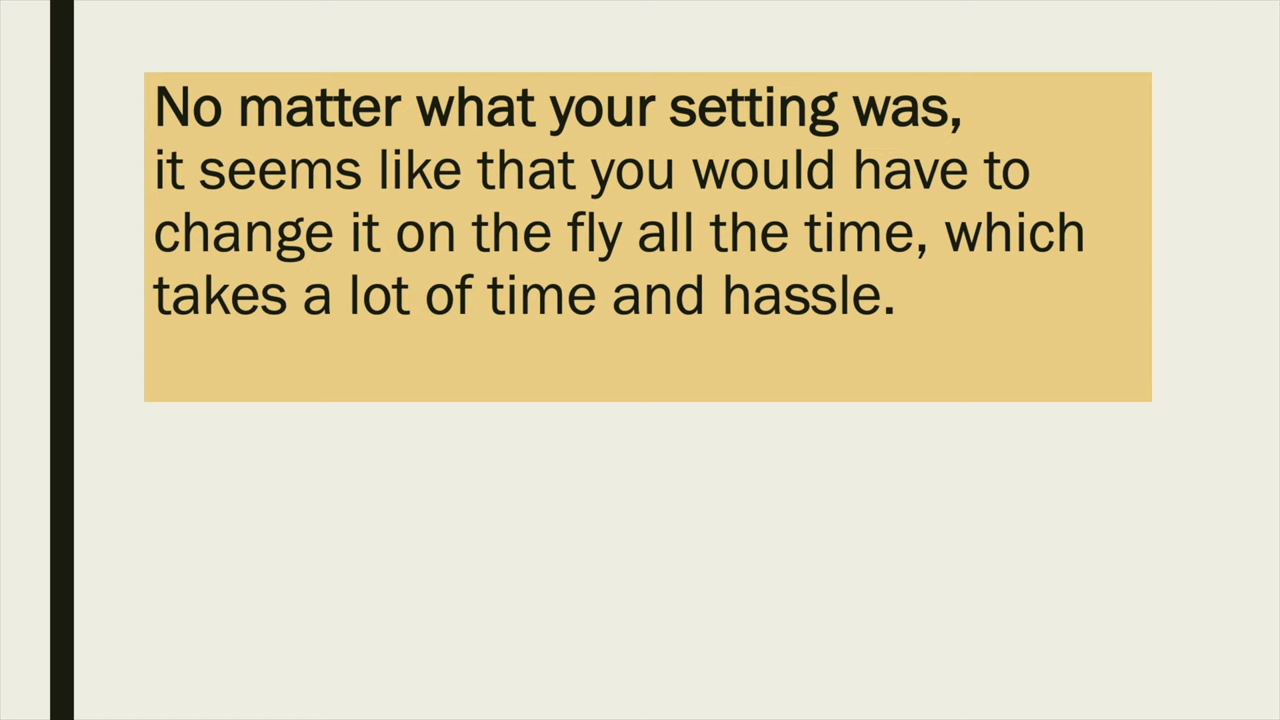 No matter what your setting was,
it seems like that you would have to
change it on the fly all the time, which
takes a lot of time and hassle.